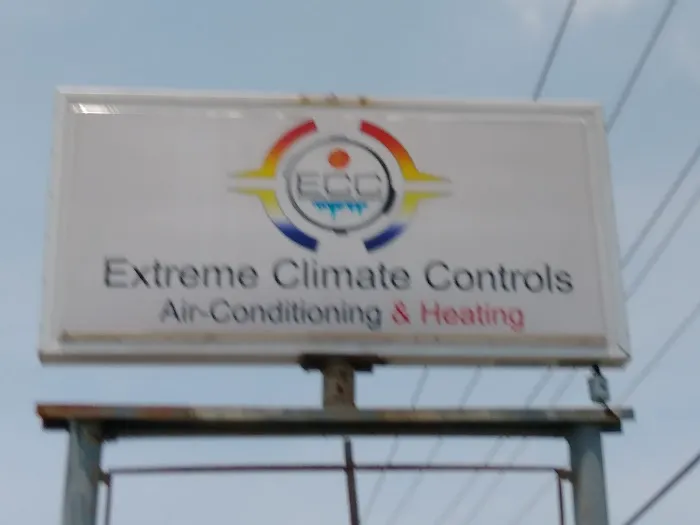 ECC
Extreme Climate Controls
Air-Conditioning & Heating